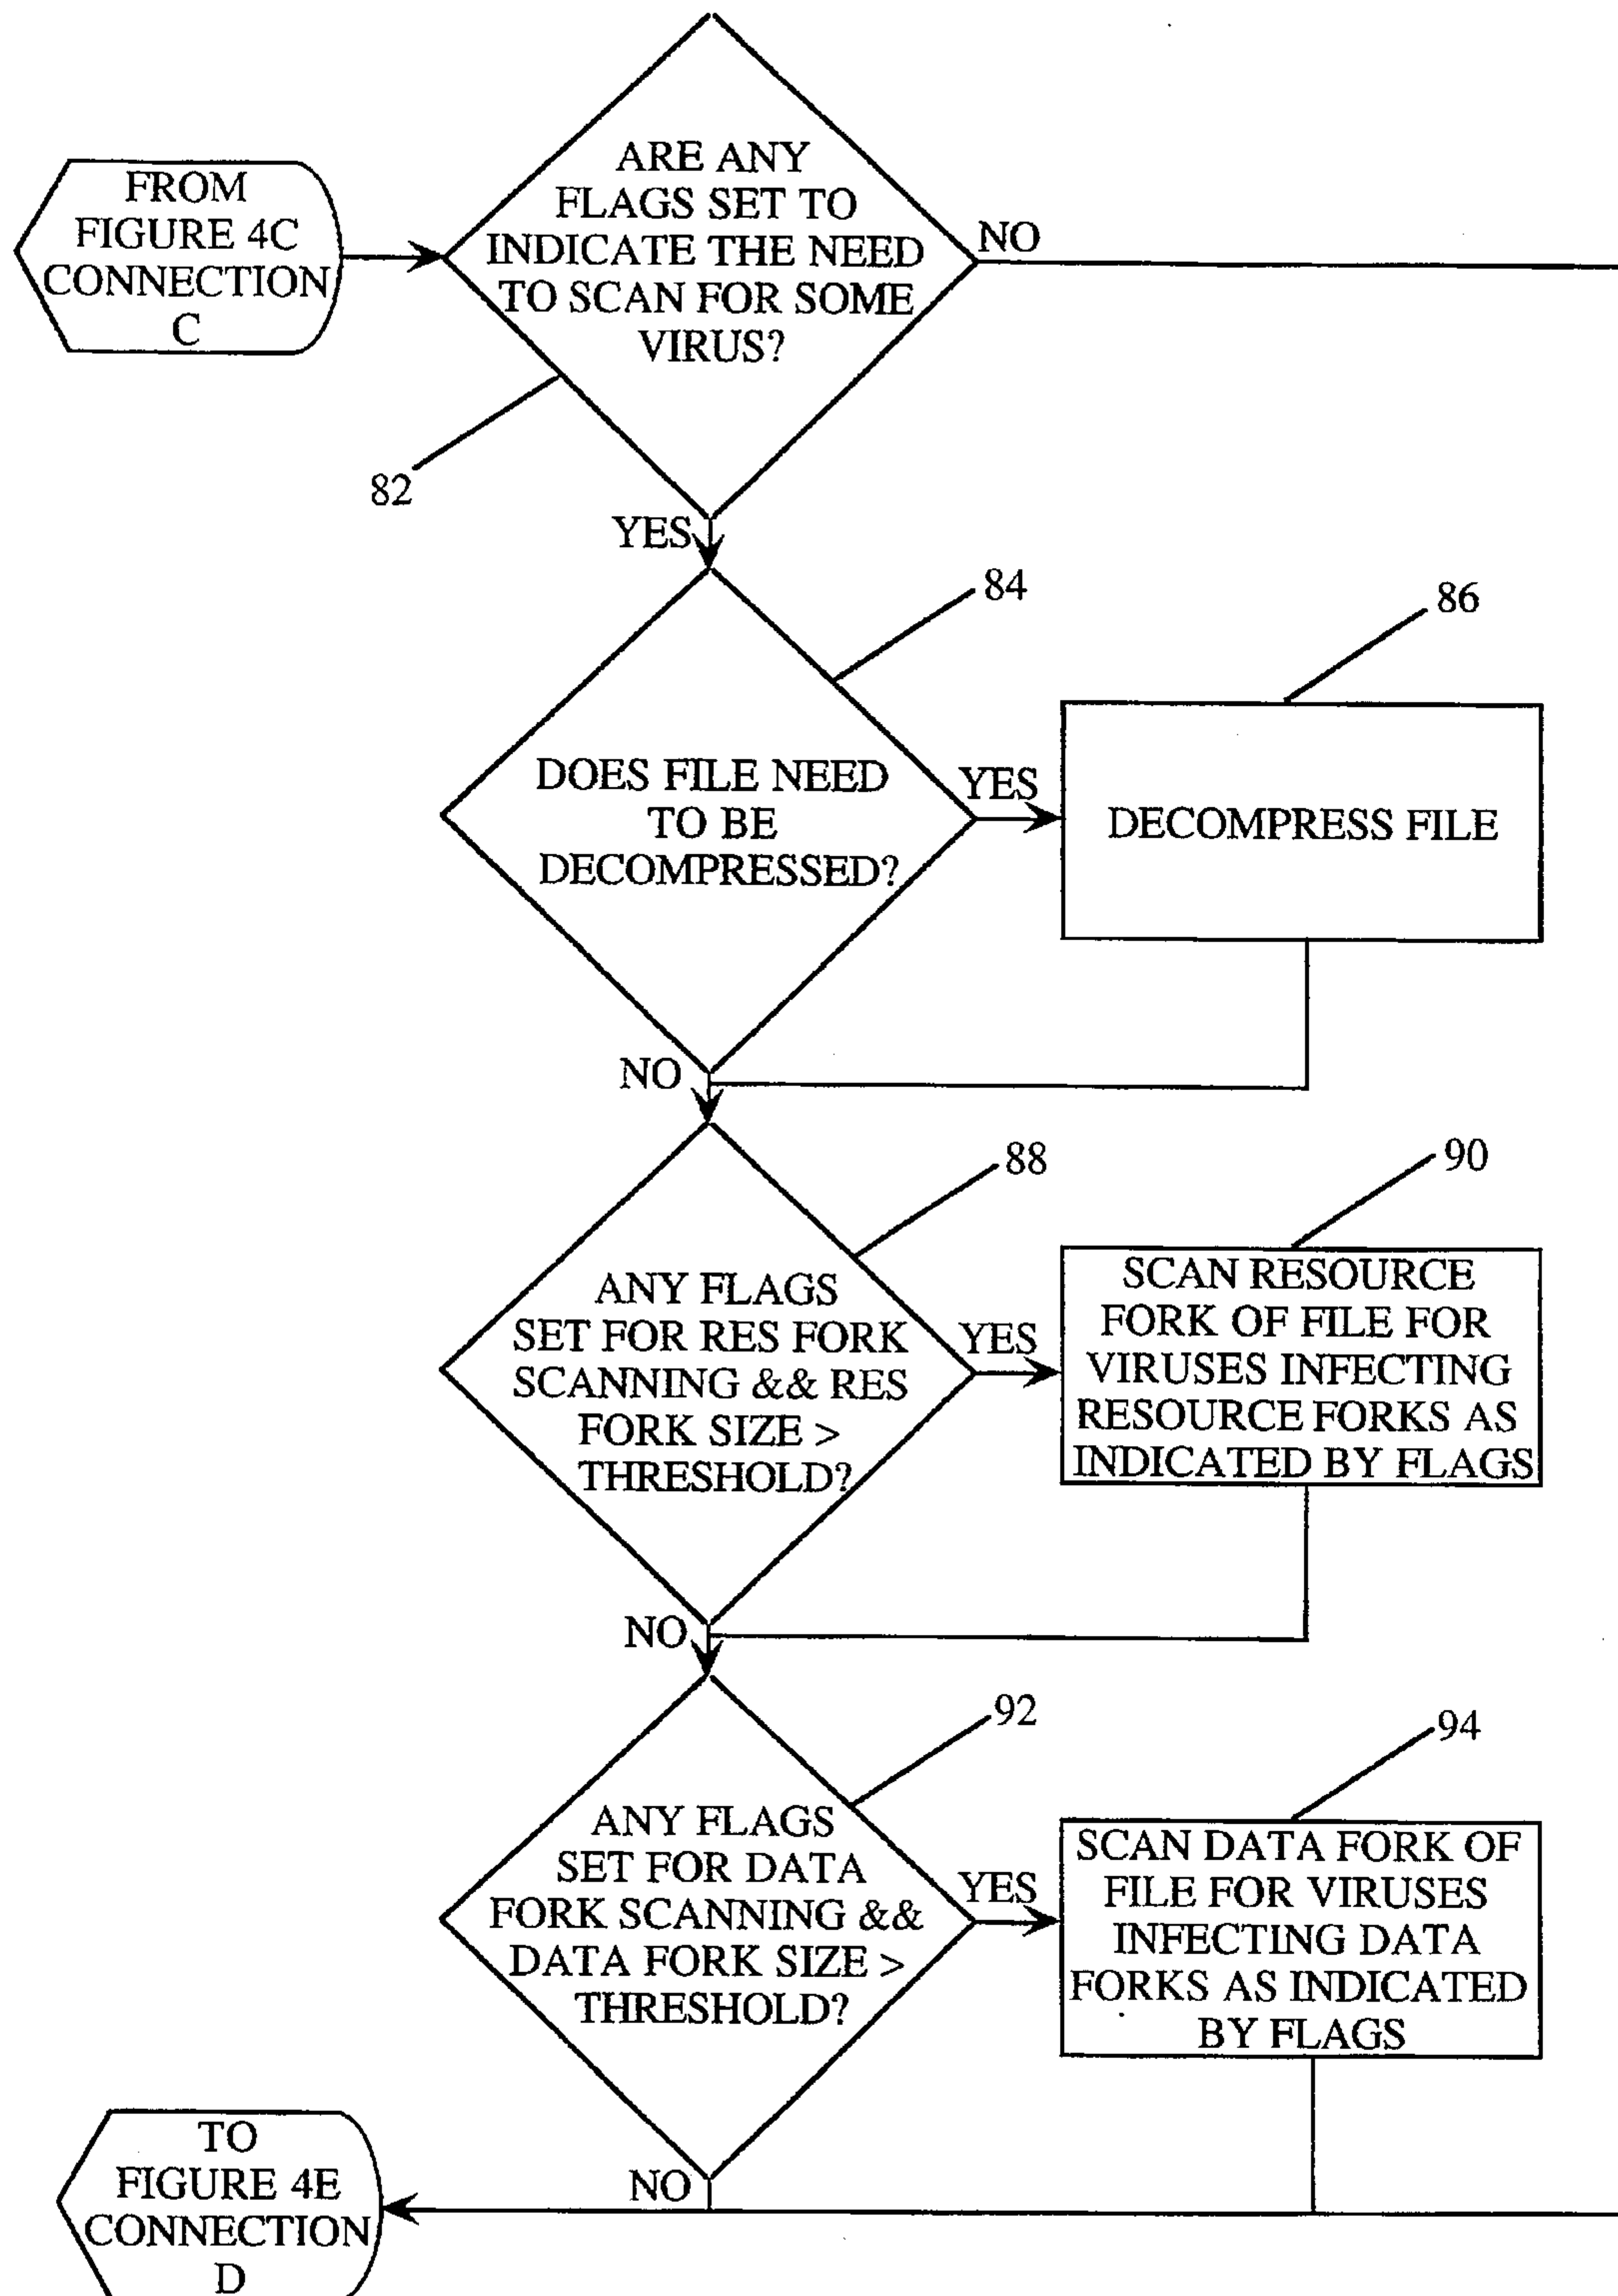 FROM
FIGURE 4C
CONNECTION
C
ARE ANY
FLAGS SET TO
INDICATE THE NEED
TO SCAN FOR SOME
VIRUS?
NO
82
YES
84
86
DOES FILE NEED
TO BE
DECOMPRESSED?
YES
DECOMPRESS FILE
NO
88
90
ANY FLAGS
SET FOR RES FORK
SCANNING && RES
FORK SIZE >
THRESHOLD?
YES
SCAN RESOURCE
FORK OF FILE FOR
VIRUSES INFECTING
RESOURCE FORKS AS
INDICATED BY FLAGS
NO
92
94
ANY FLAGS
SET FOR DATA
FORK SCANNING &&
DATA FORK SIZE >
THRESHOLD?
YES
SCAN DATA FORK OF
FILE FOR VIRUSES
INFECTING DATA
FORKS AS INDICATED
BY FLAGS
NO
TO
FIGURE 4E
CONNECTION
D